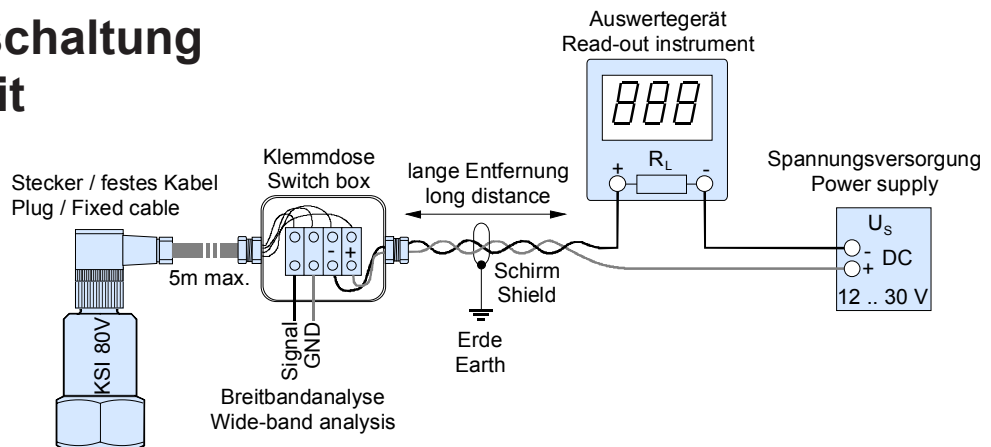 schaltung
it
Auswertegerät
Read-out instrument
888
+ R_L -
Klemmdose
Switch box
lange Entfernung
long distance
Spannungsversorgung
Power supply
Stecker / festes Kabel
Plug / Fixed cable
U_S
- DC
+
12 .. 30 V
- +
5m max.
Schirm
Shield
KSI 80V
Signal
GND
Erde
Earth
Breitbandanalyse
Wide-band analysis